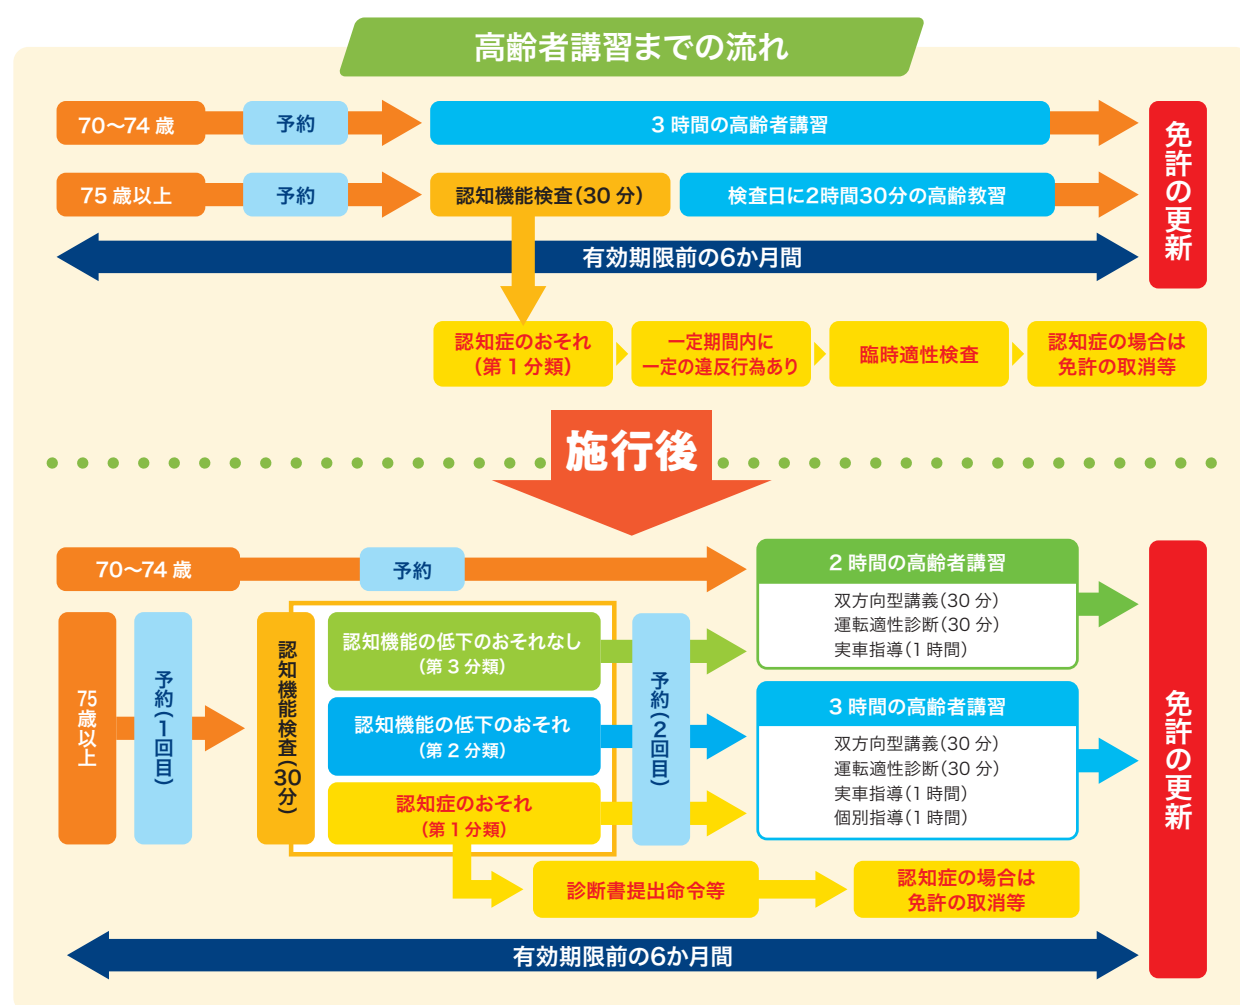 高齢者講習までの流れ
70〜74 歳
予約
3 時間の高齢者講習
75 歳以上
予約
認知機能検査(30 分)
検査日に2時間30分の高齢教習
免許の更新
有効期限前の6か月間
認知症のおそれ
(第 1 分類)
一定期間内に
一定の違反行為あり
臨時適性検査
認知症の場合は
免許の取消等
施行後
70〜74 歳
予約
2 時間の高齢者講習
双方向型講義(30 分)
運転適性診断(30 分)
実車指導(1 時間)
75歳以上
予約(1回目)
認知機能検査(30分)
認知機能の低下のおそれなし
(第 3 分類)
認知機能の低下のおそれ
(第 2 分類)
認知症のおそれ
(第 1 分類)
予約(2回目)
3 時間の高齢者講習
双方向型講義(30 分)
運転適性診断(30 分)
実車指導(1 時間)
個別指導(1 時間)
免許の更新
診断書提出命令等
認知症の場合は
免許の取消等
有効期限前の6か月間